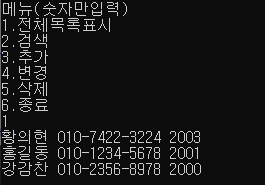 메뉴(숫자만입력)
1.전체목록표시
2.검색
3.추가
4.변경
5.삭제
6.종료
1
황의현 010-7422-3224 2003
홍길동 010-1234-5678 2001
강감찬 010-2356-8978 2000